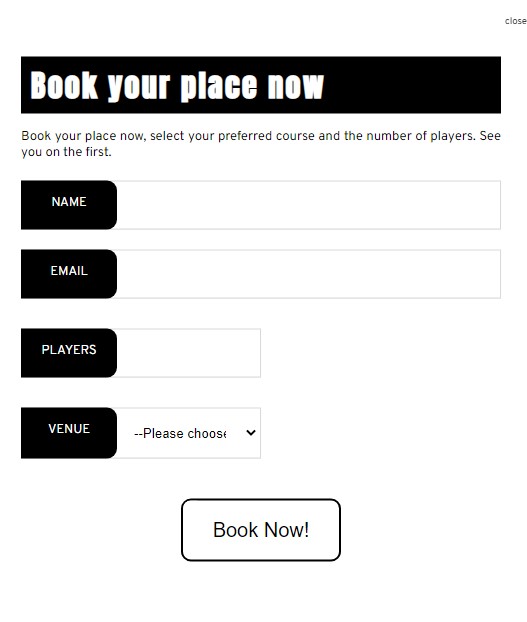 close
Book your place now
Book your place now, select your preferred course and the number of players. See
you on the first.
NAME
EMAIL
PLAYERS
VENUE
--Please choose
Book Now!